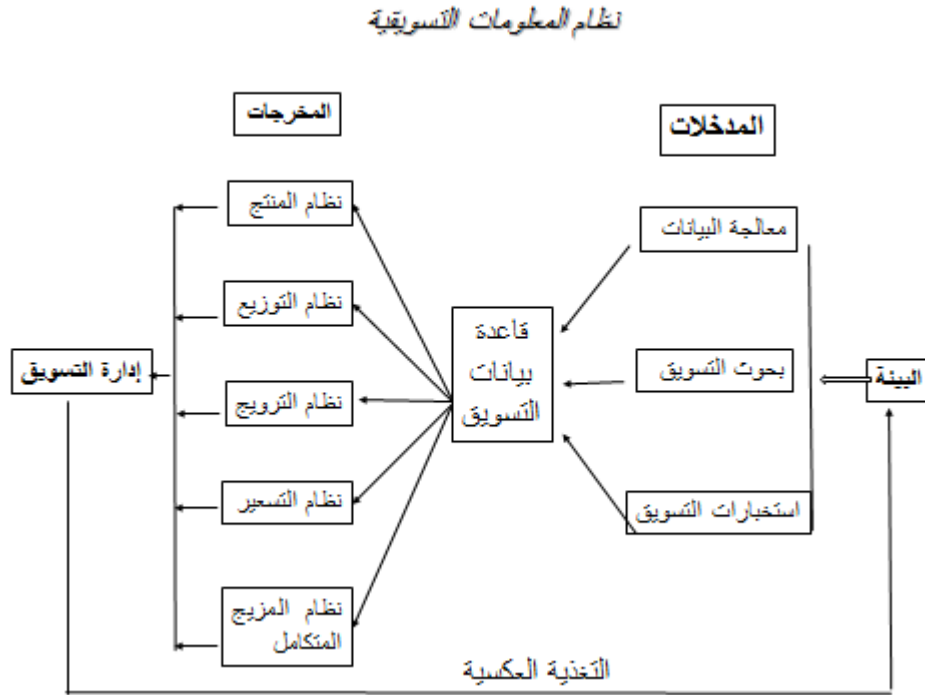 نظام المعلومات التسويقية
المدخلات
المخرجات
معالجة البيانات
نظام المنتج
نظام التوزيع
قاعدة
بيانات
التسويق
البيئة
بحوث التسويق
إدارة التسويق
نظام الترويج
استخبارات التسويق
نظام التسعير
نظام المزيج
المتكامل
التغذية العكسية